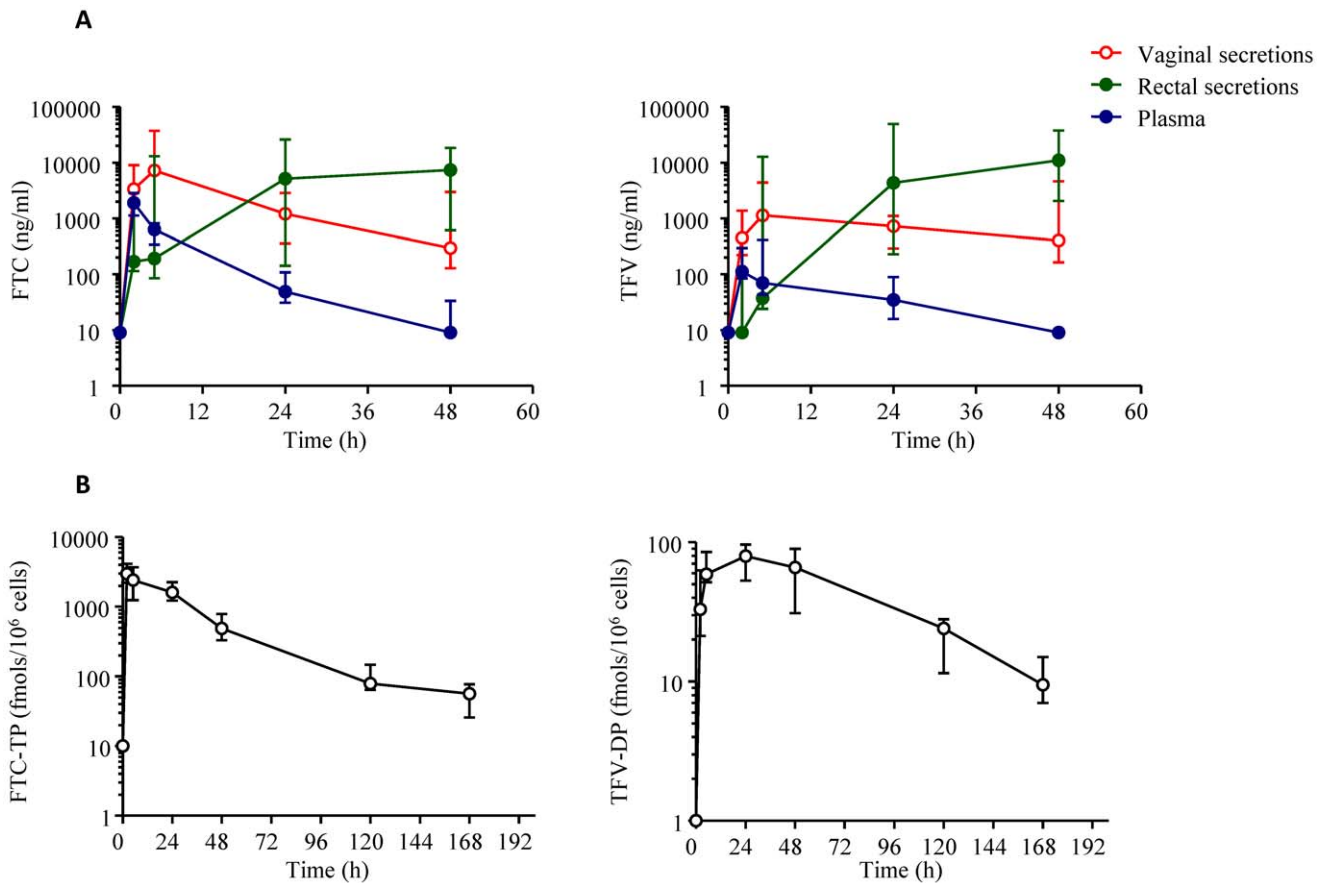 A
Vaginal secretions
Rectal secretions
Plasma
FTC (ng/ml)
100000
10000
1000
100
10
1
0 12 24 36 48 60
Time (h)
TFV (ng/ml)
100000
10000
1000
100
10
1
0 12 24 36 48 60
Time (h)
B
FTC-TP (fmols/10⁶ cells)
10000
1000
100
10
1
0 24 48 72 96 120 144 168 192
Time (h)
TFV-DP (fmols/10⁶ cells)
100
10
1
0 24 48 72 96 120 144 168 192
Time (h)